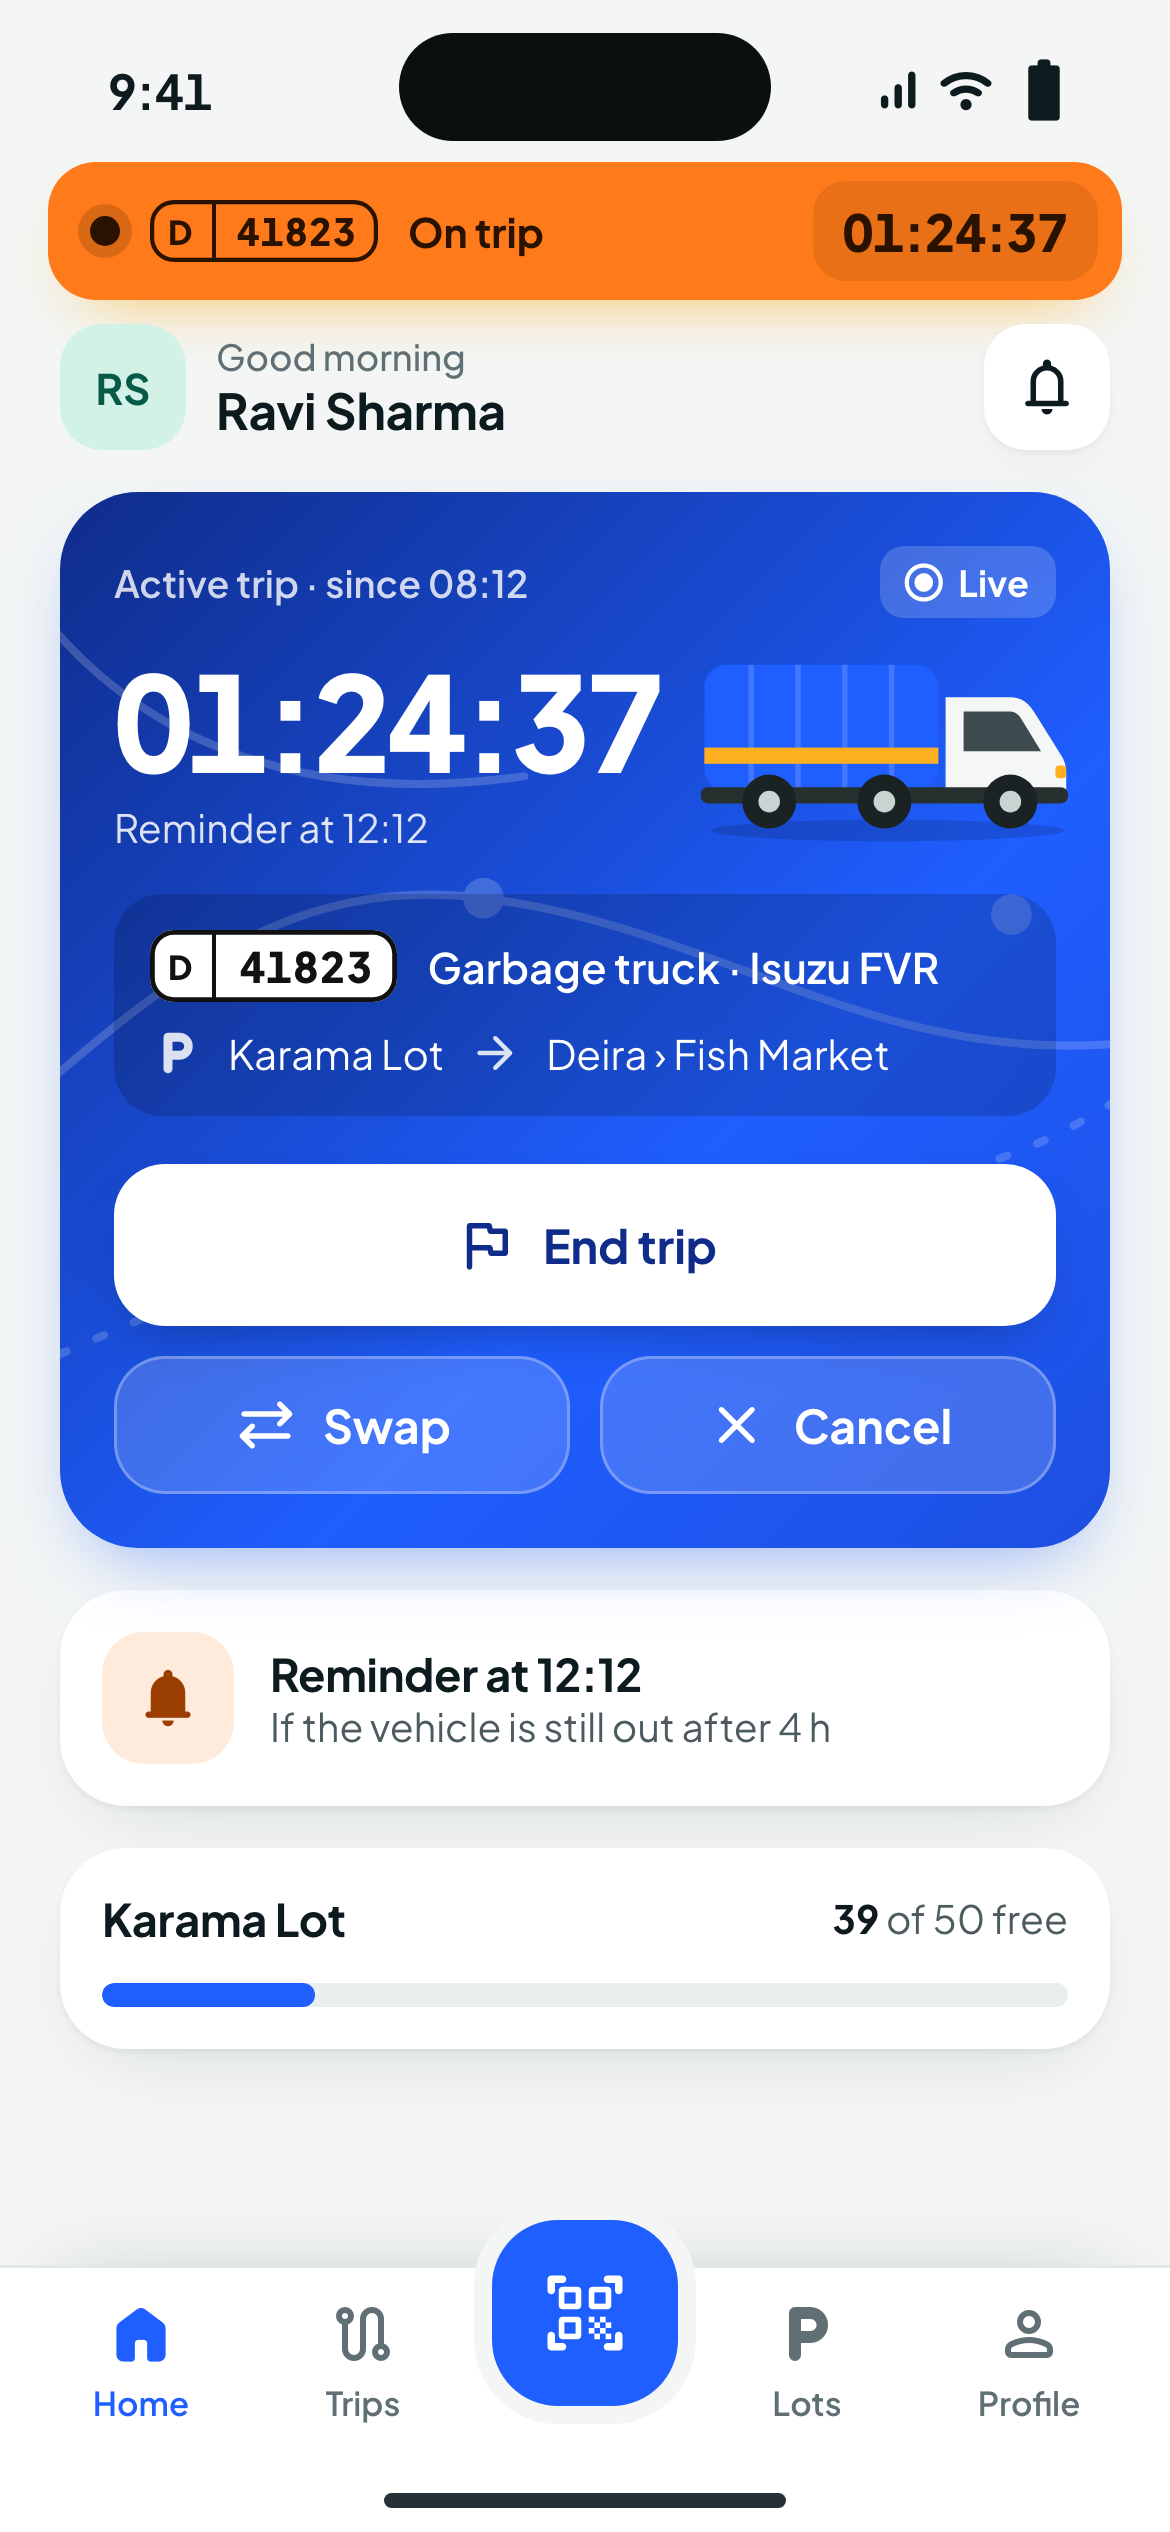 9:41
D 41823 On trip 01:24:37
RS
Good morning
Ravi Sharma
Active trip · since 08:12
Live
01:24:37
Reminder at 12:12
D 41823 Garbage truck · Isuzu FVR
P Karama Lot → Deira › Fish Market
End trip
Swap
Cancel
Reminder at 12:12
If the vehicle is still out after 4 h
Karama Lot 39 of 50 free
P
Home Trips Lots Profile